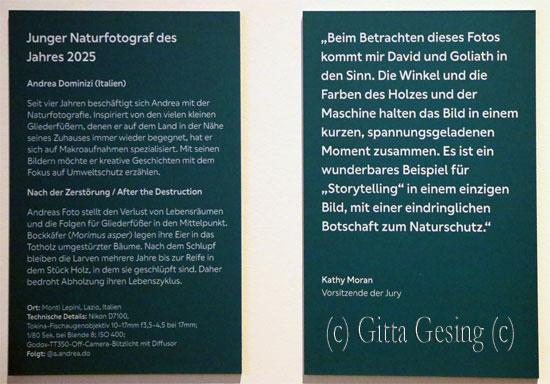 Junger Naturfotograf des
Jahres 2025
Andrea Dominizi (Italien)
Seit vier Jahren beschäftigt sich Andrea mit der
Naturfotografie. Inspiriert von den vielen kleinen
Gliederfüßern, denen er auf dem Land in der Nähe
seines Zuhauses immer wieder begegnet, hat er
sich auf Makroaufnahmen spezialisiert. Mit seinen
Bildern möchte er kreative Geschichten mit dem
Fokus auf Umweltschutz erzählen.
Nach der Zerstörung / After the Destruction
Andreas Foto stellt den Verlust von Lebensräumen
und die Folgen für Gliederfüßer in den Mittelpunkt.
Bockkäfer (Morimus asper) legen ihre Eier in das
Totholz umgestürzter Bäume. Nach dem Schlupf
bleiben die Larven mehrere Jahre bis zur Reife in
dem Stück Holz, in dem sie geschlüpft sind. Daher
bedroht Abholzung ihren Lebenszyklus.
Ort: Monti Lepini, Lazio, Italien
Technische Details: Nikon D7100,
Tokina-Fischaugenobjektiv 10–17mm f3,5–4,5 bei 17mm;
1/80 Sek. bei Blende 8; ISO 400;
Godox-TT350-Off-Camera-Blitzlicht mit Diffusor
Folgt: @a.andrea.do
„Beim Betrachten dieses Fotos
kommt mir David und Goliath in
den Sinn. Die Winkel und die
Farben des Holzes und der
Maschine halten das Bild in einem
kurzen, spannungsgeladenen
Moment zusammen. Es ist ein
wunderbares Beispiel für
„Storytelling“ in einem einzigen
Bild, mit einer eindringlichen
Botschaft zum Naturschutz.“
Kathy Moran
Vorsitzende der Jury
(c) Gitta Gesing (c)